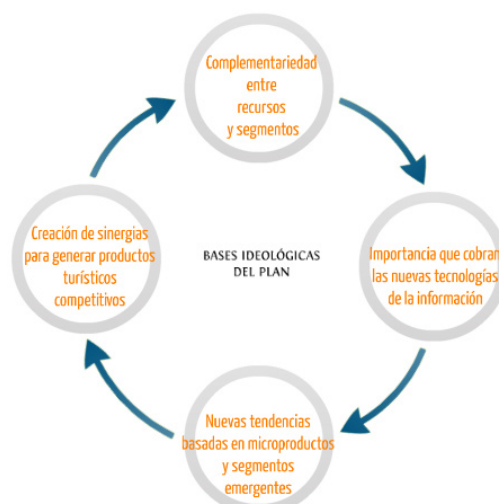 Complementariedad
entre
recursos
y segmentos
Creación de sinergias
para generar productos
turísticos
competitivos
BASES IDEOLÓGICAS
DEL PLAN
Importancia que cobran
las nuevas tecnologías
de la información
Nuevas tendencias
basadas en microproductos
y segmentos
emergentes